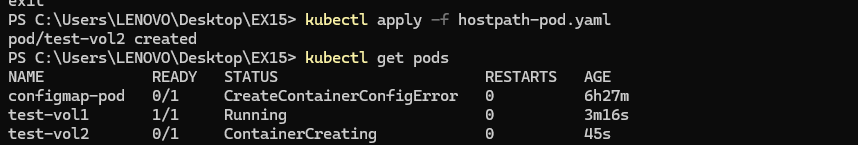 exit
PS C:\Users\LENOVO\Desktop\EX15> kubectl apply -f hostpath-pod.yaml
pod/test-vol2 created
PS C:\Users\LENOVO\Desktop\EX15> kubectl get pods
NAME READY STATUS RESTARTS AGE
configmap-pod 0/1 CreateContainerConfigError 0 6h27m
test-vol1 1/1 Running 0 3m16s
test-vol2 0/1 ContainerCreating 0 45s